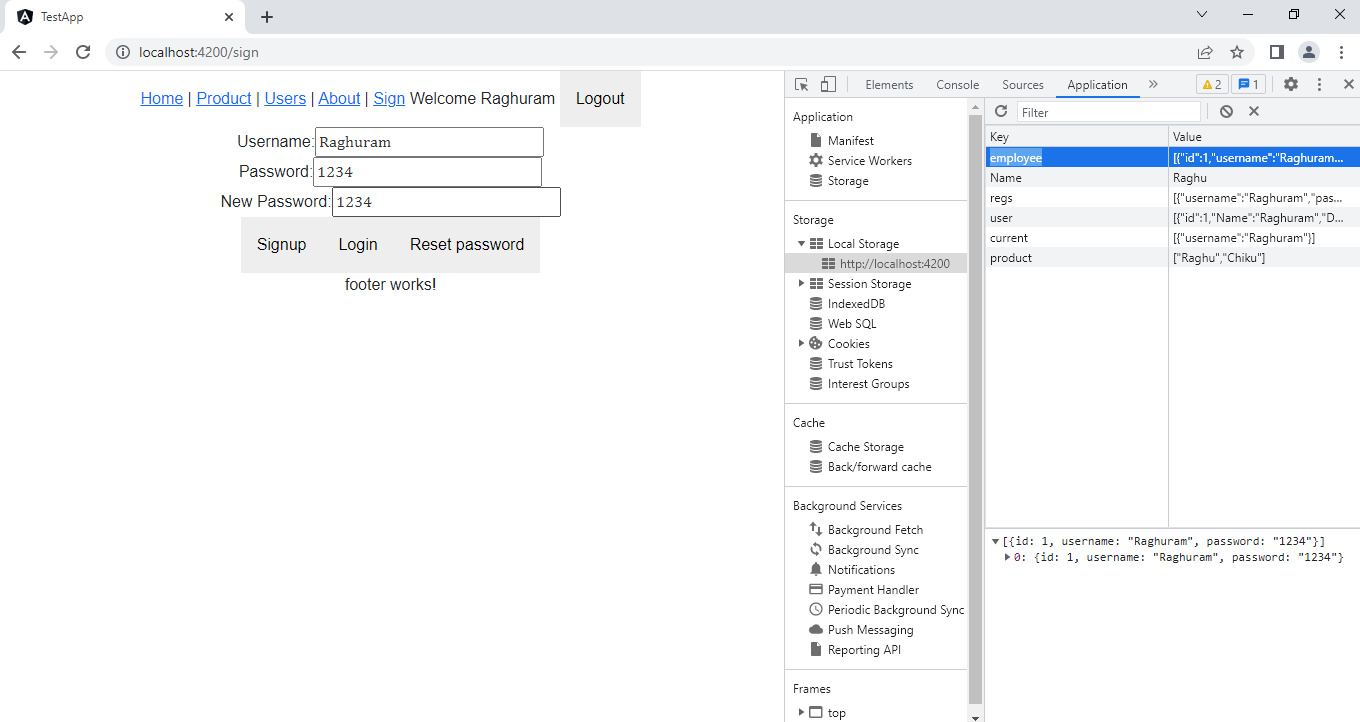 TestApp
localhost:4200/sign
Home | Product | Users | About | Sign Welcome Raghuram Logout
Username: Raghuram
Password: 1234
New Password: 1234
Signup Login Reset password
footer works!
Elements Console Sources Application » 2 1
Application
Manifest
Service Workers
Storage
Storage
Local Storage
http://localhost:4200
Session Storage
IndexedDB
Web SQL
Cookies
Trust Tokens
Interest Groups
Cache
Cache Storage
Back/forward cache
Background Services
Background Fetch
Background Sync
Notifications
Payment Handler
Periodic Background Sync
Push Messaging
Reporting API
Frames
top
Filter
Key Value
employee [{"id":1,"username":"Raghuram...
Name Raghu
regs [{"username":"Raghuram","pas...
user [{"id":1,"Name":"Raghuram","D...
current [{"username":"Raghuram"}]
product ["Raghu","Chiku"]
[{id: 1, username: "Raghuram", password: "1234"}]
0: {id: 1, username: "Raghuram", password: "1234"}